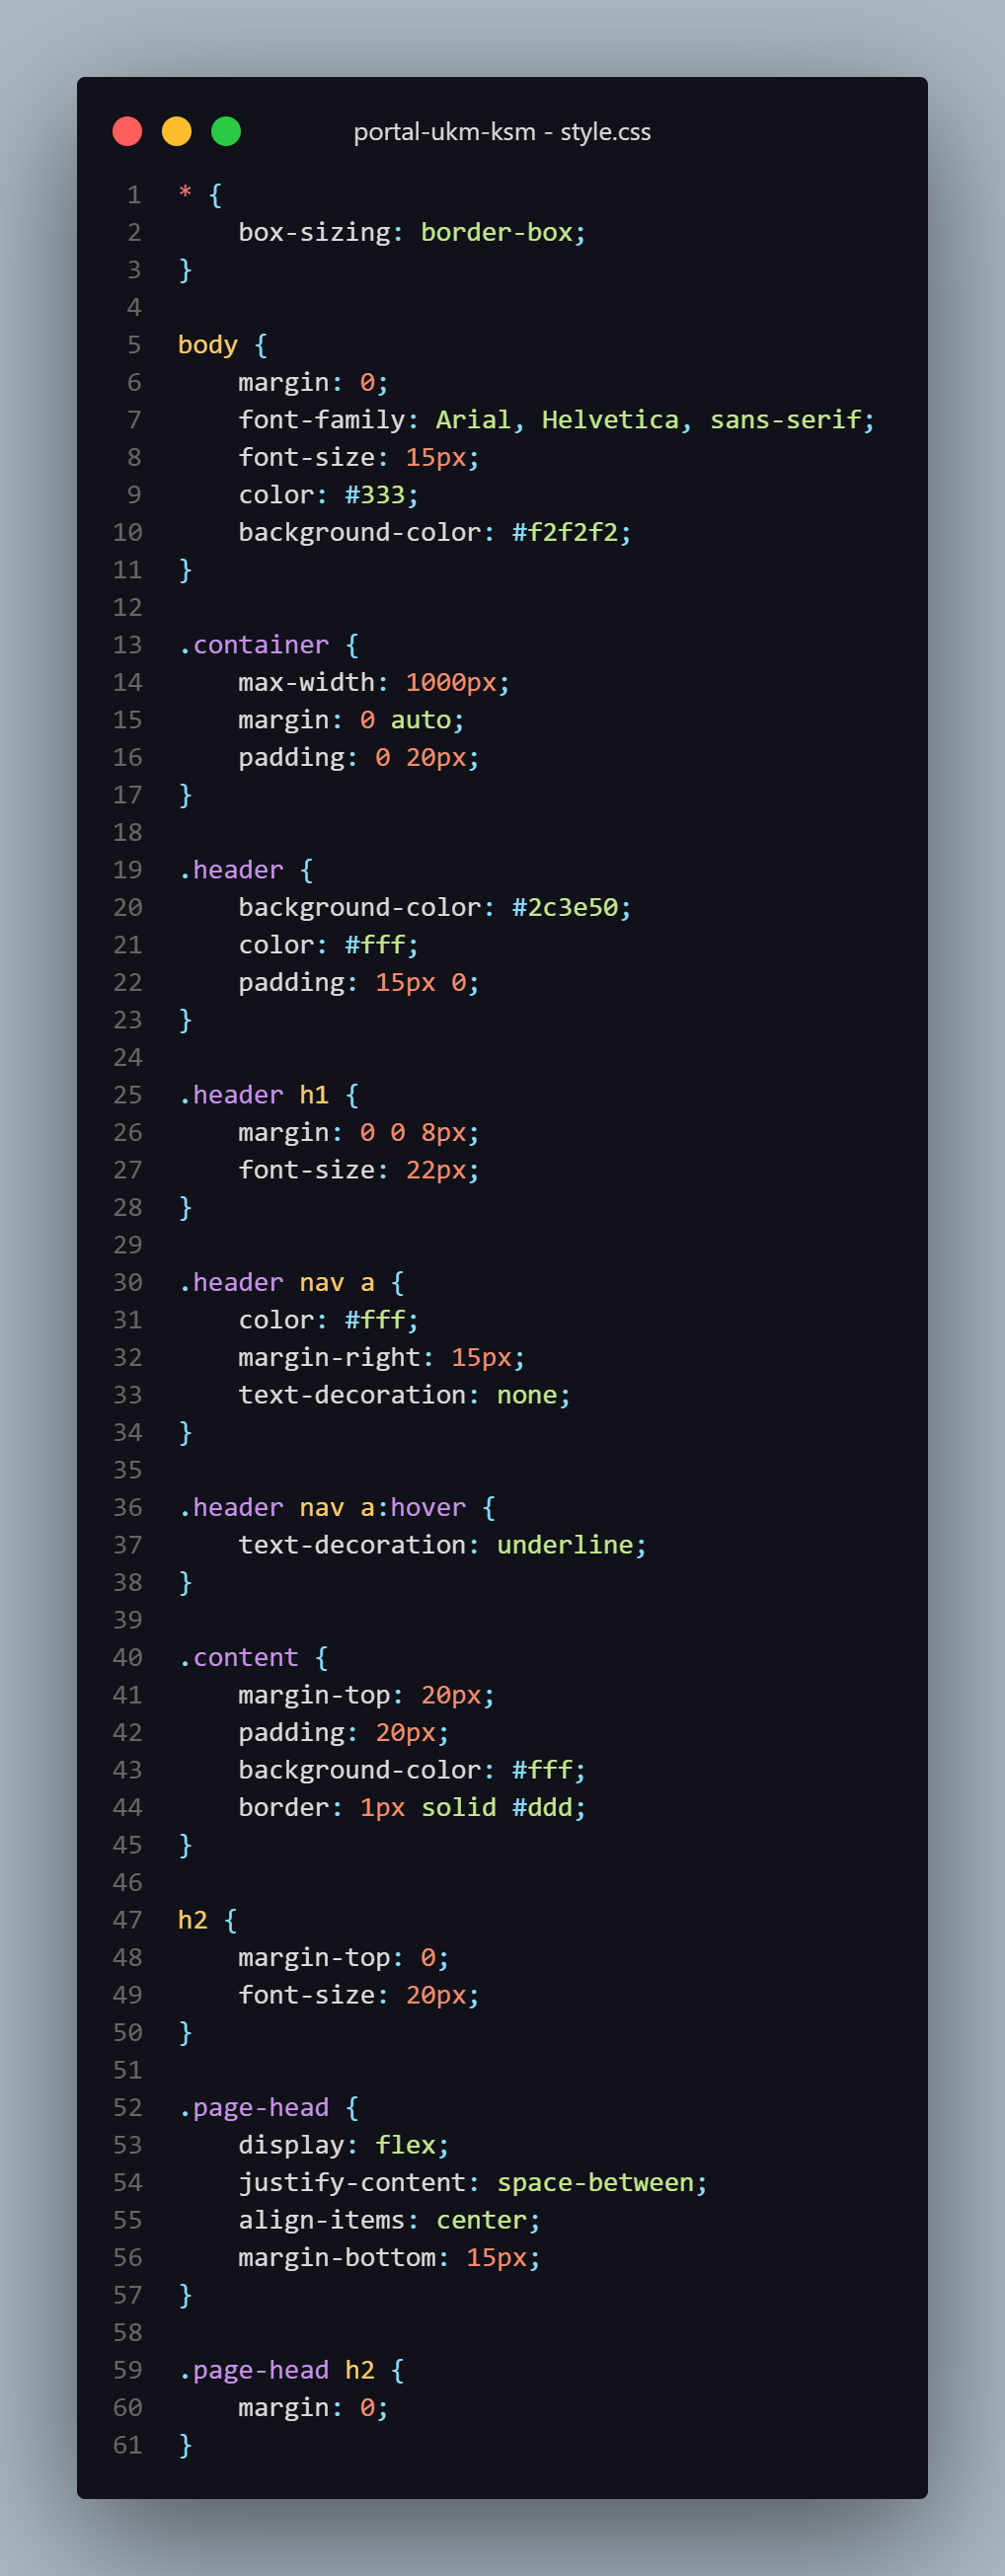 portal-ukm-ksm - style.css
1 * {
2     box-sizing: border-box;
3 }
4
5 body {
6     margin: 0;
7     font-family: Arial, Helvetica, sans-serif;
8     font-size: 15px;
9     color: #333;
10     background-color: #f2f2f2;
11 }
12
13 .container {
14     max-width: 1000px;
15     margin: 0 auto;
16     padding: 0 20px;
17 }
18
19 .header {
20     background-color: #2c3e50;
21     color: #fff;
22     padding: 15px 0;
23 }
24
25 .header h1 {
26     margin: 0 0 8px;
27     font-size: 22px;
28 }
29
30 .header nav a {
31     color: #fff;
32     margin-right: 15px;
33     text-decoration: none;
34 }
35
36 .header nav a:hover {
37     text-decoration: underline;
38 }
39
40 .content {
41     margin-top: 20px;
42     padding: 20px;
43     background-color: #fff;
44     border: 1px solid #ddd;
45 }
46
47 h2 {
48     margin-top: 0;
49     font-size: 20px;
50 }
51
52 .page-head {
53     display: flex;
54     justify-content: space-between;
55     align-items: center;
56     margin-bottom: 15px;
57 }
58
59 .page-head h2 {
60     margin: 0;
61 }